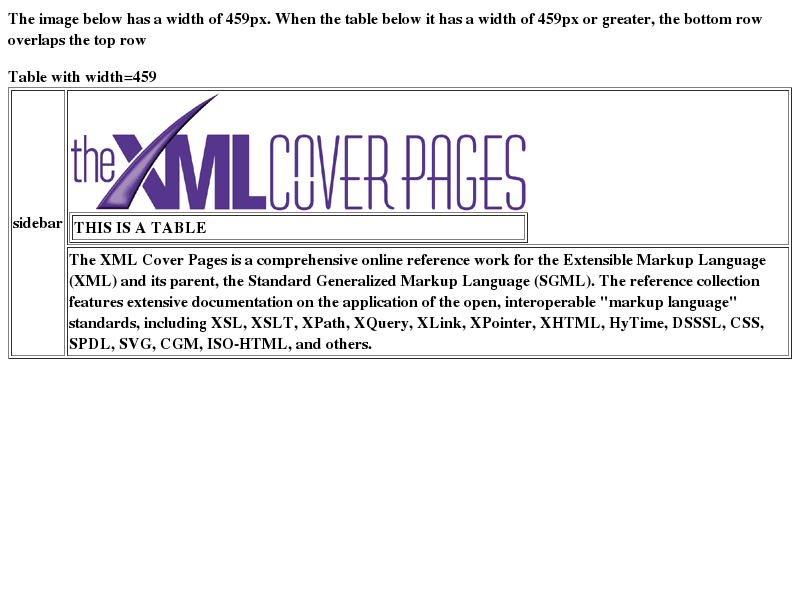 The image below has a width of 459px. When the table below it has a width of 459px or greater, the bottom row
overlaps the top row
Table with width=459
the XML COVER PAGES
sidebar
THIS IS A TABLE
The XML Cover Pages is a comprehensive online reference work for the Extensible Markup Language
(XML) and its parent, the Standard Generalized Markup Language (SGML). The reference collection
features extensive documentation on the application of the open, interoperable "markup language"
standards, including XSL, XSLT, XPath, XQuery, XLink, XPointer, XHTML, HyTime, DSSSL, CSS,
SPDL, SVG, CGM, ISO-HTML, and others.